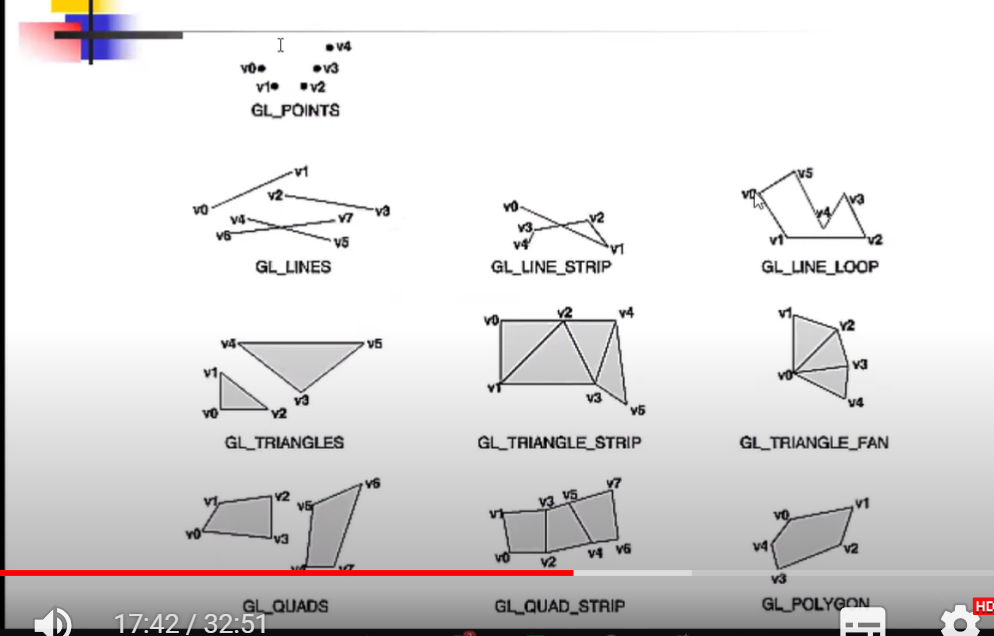 v4
v0 v3
v1 v2
GL_POINTS
v1
v2
v0 v3
v4 v7
v6 v5
GL_LINES
v0
v2
v3
v4 v1
GL_LINE_STRIP
v5
v0 v3
v4
v1 v2
GL_LINE_LOOP
v4 v5
v1
v3
v0 v2
GL_TRIANGLES
v0 v2 v4
v1 v3
v5
GL_TRIANGLE_STRIP
v1
v2
v3
v0
v4
GL_TRIANGLE_FAN
v6
v1 v2 v5
v0 v3
v4 v7
GL_QUADS
v7
v5
v3
v1
v4 v6
v0 v2
GL_QUAD_STRIP
v1
v0
v4 v2
v3
GL_POLYGON
17:42 / 32:51
HD